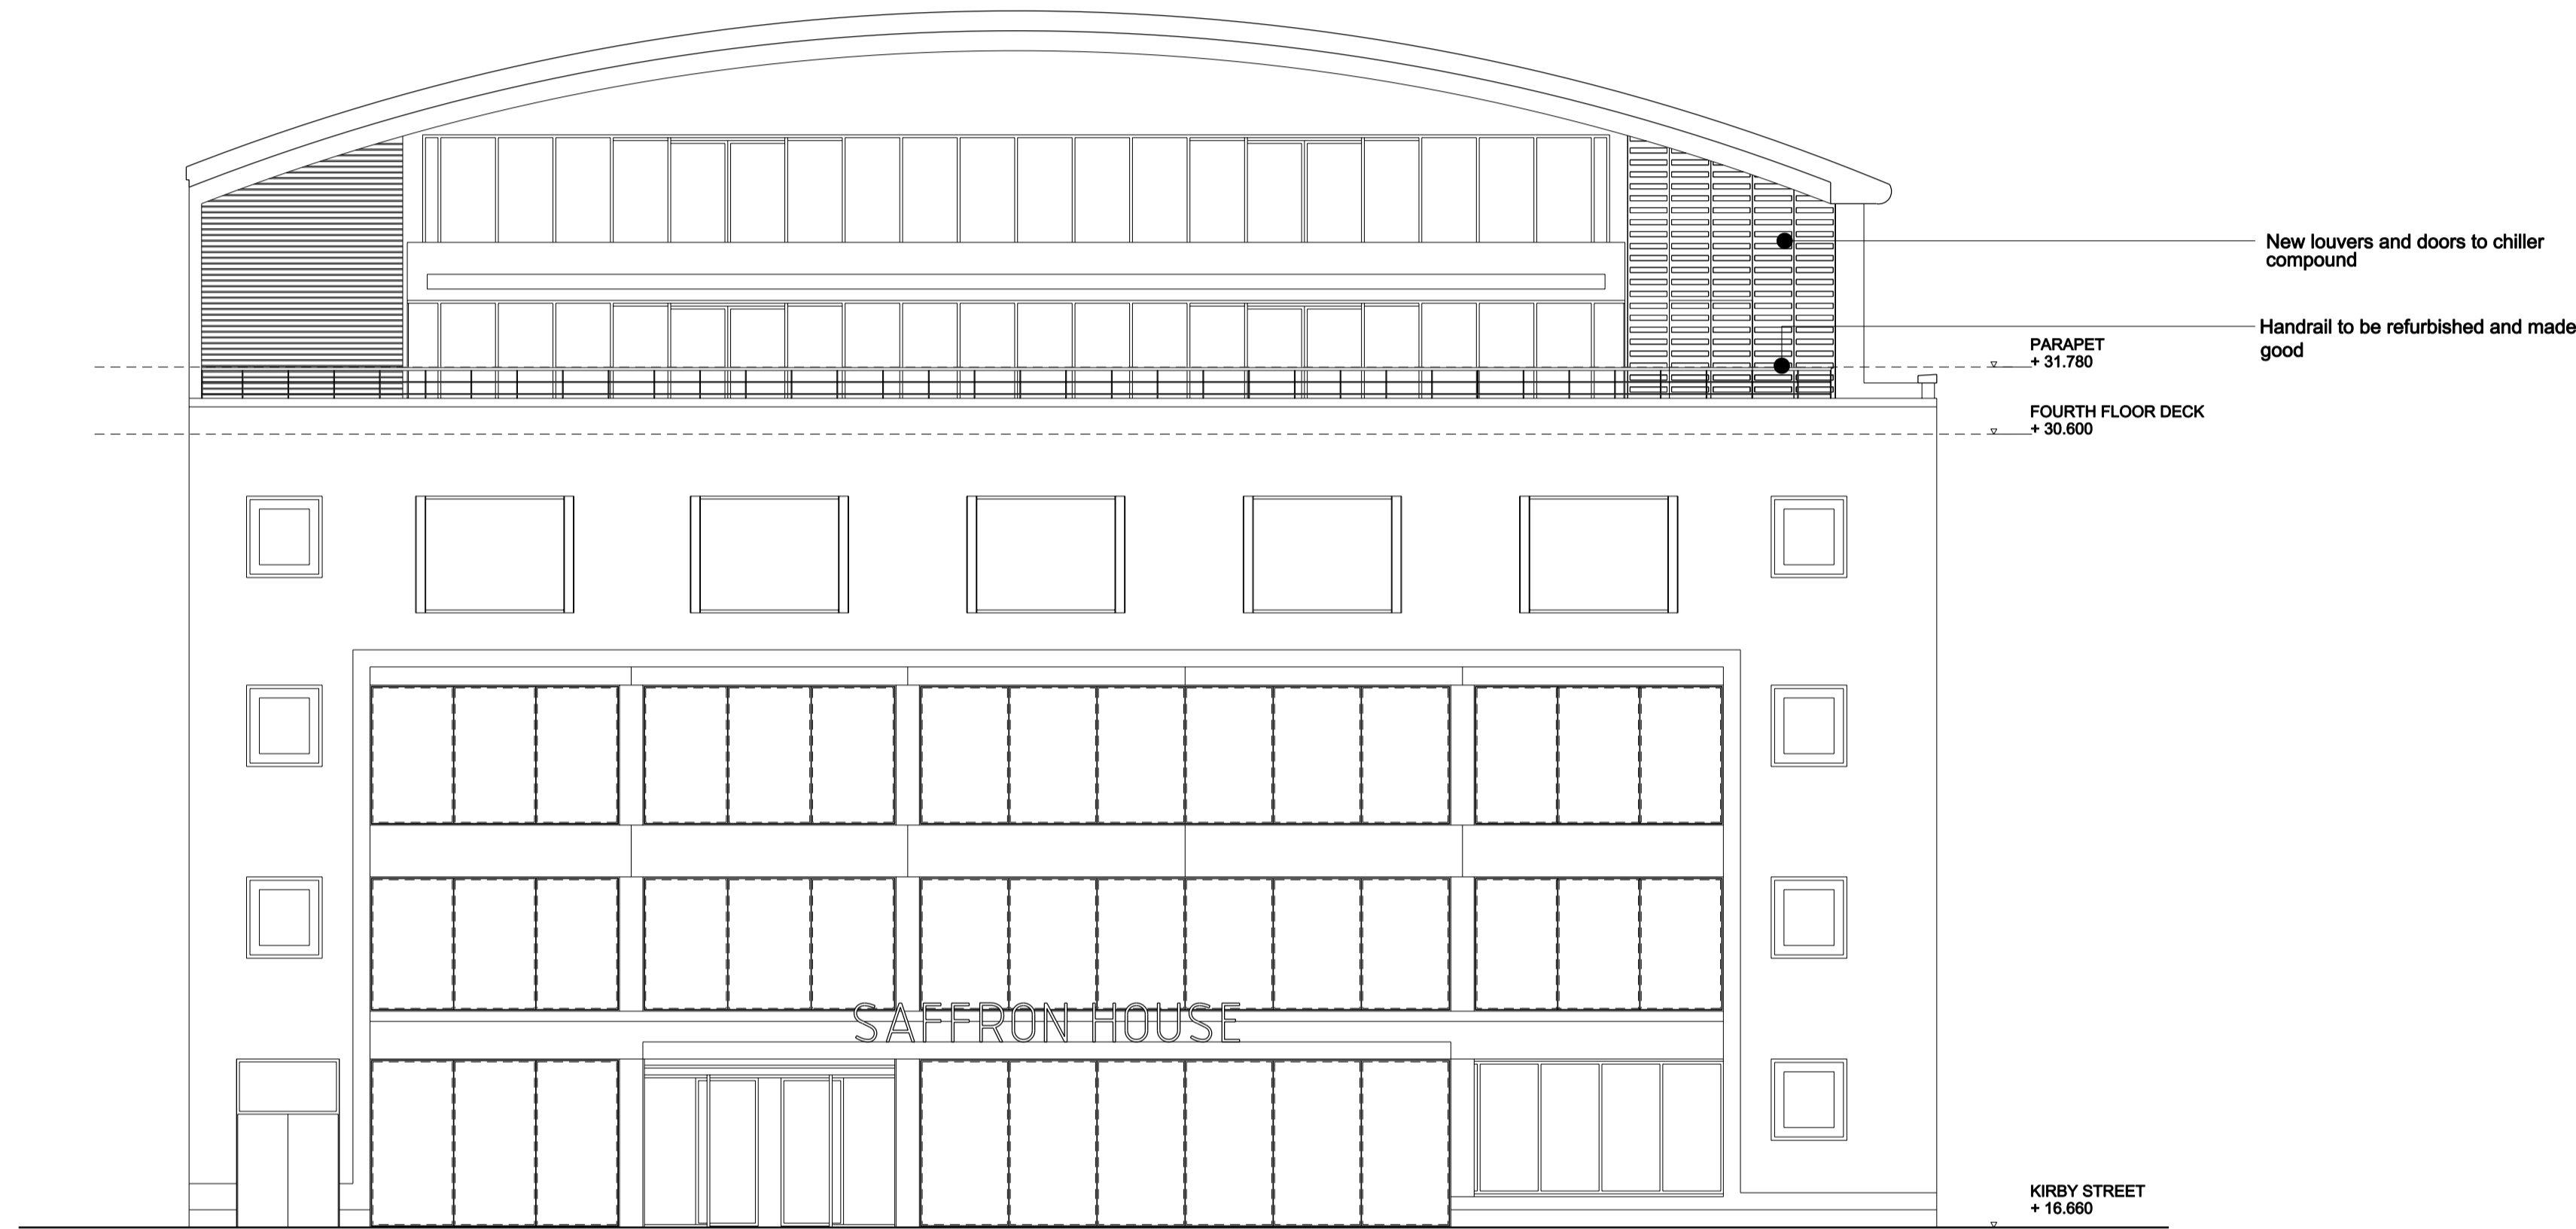 New louvers and doors to chiller
compound
Handrail to be refurbished and made
good
PARAPET
+ 31.780
FOURTH FLOOR DECK
+ 30.600
SAFFRON HOUSE
KIRBY STREET
+ 16.660